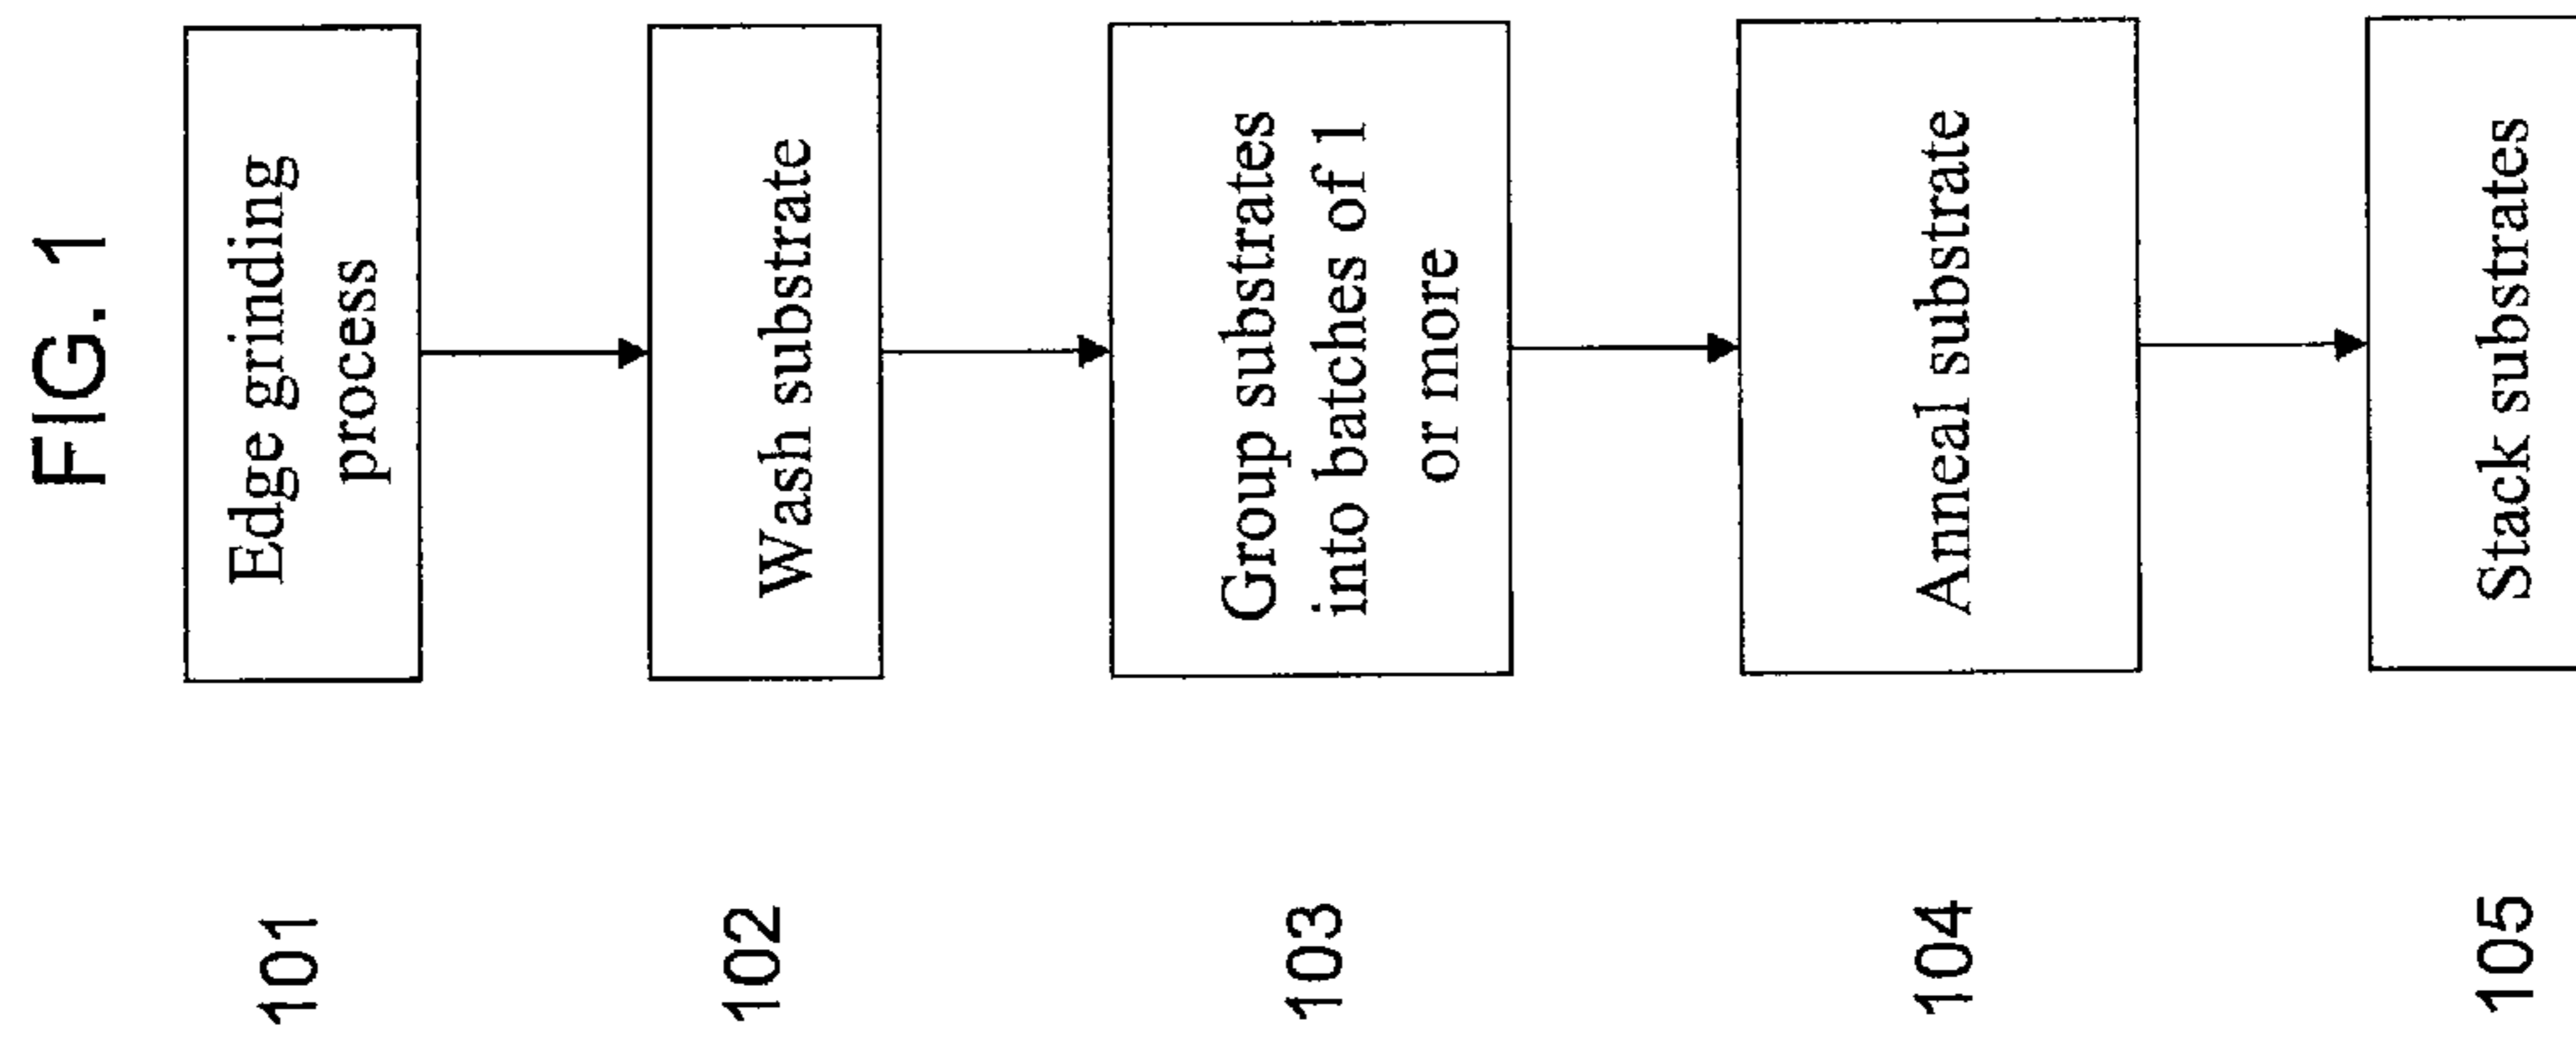 FIG. 1
101
Edge grinding
process
102
Wash substrate
103
Group substrates
into batches of 1
or more
104
Anneal substrate
105
Stack substrates